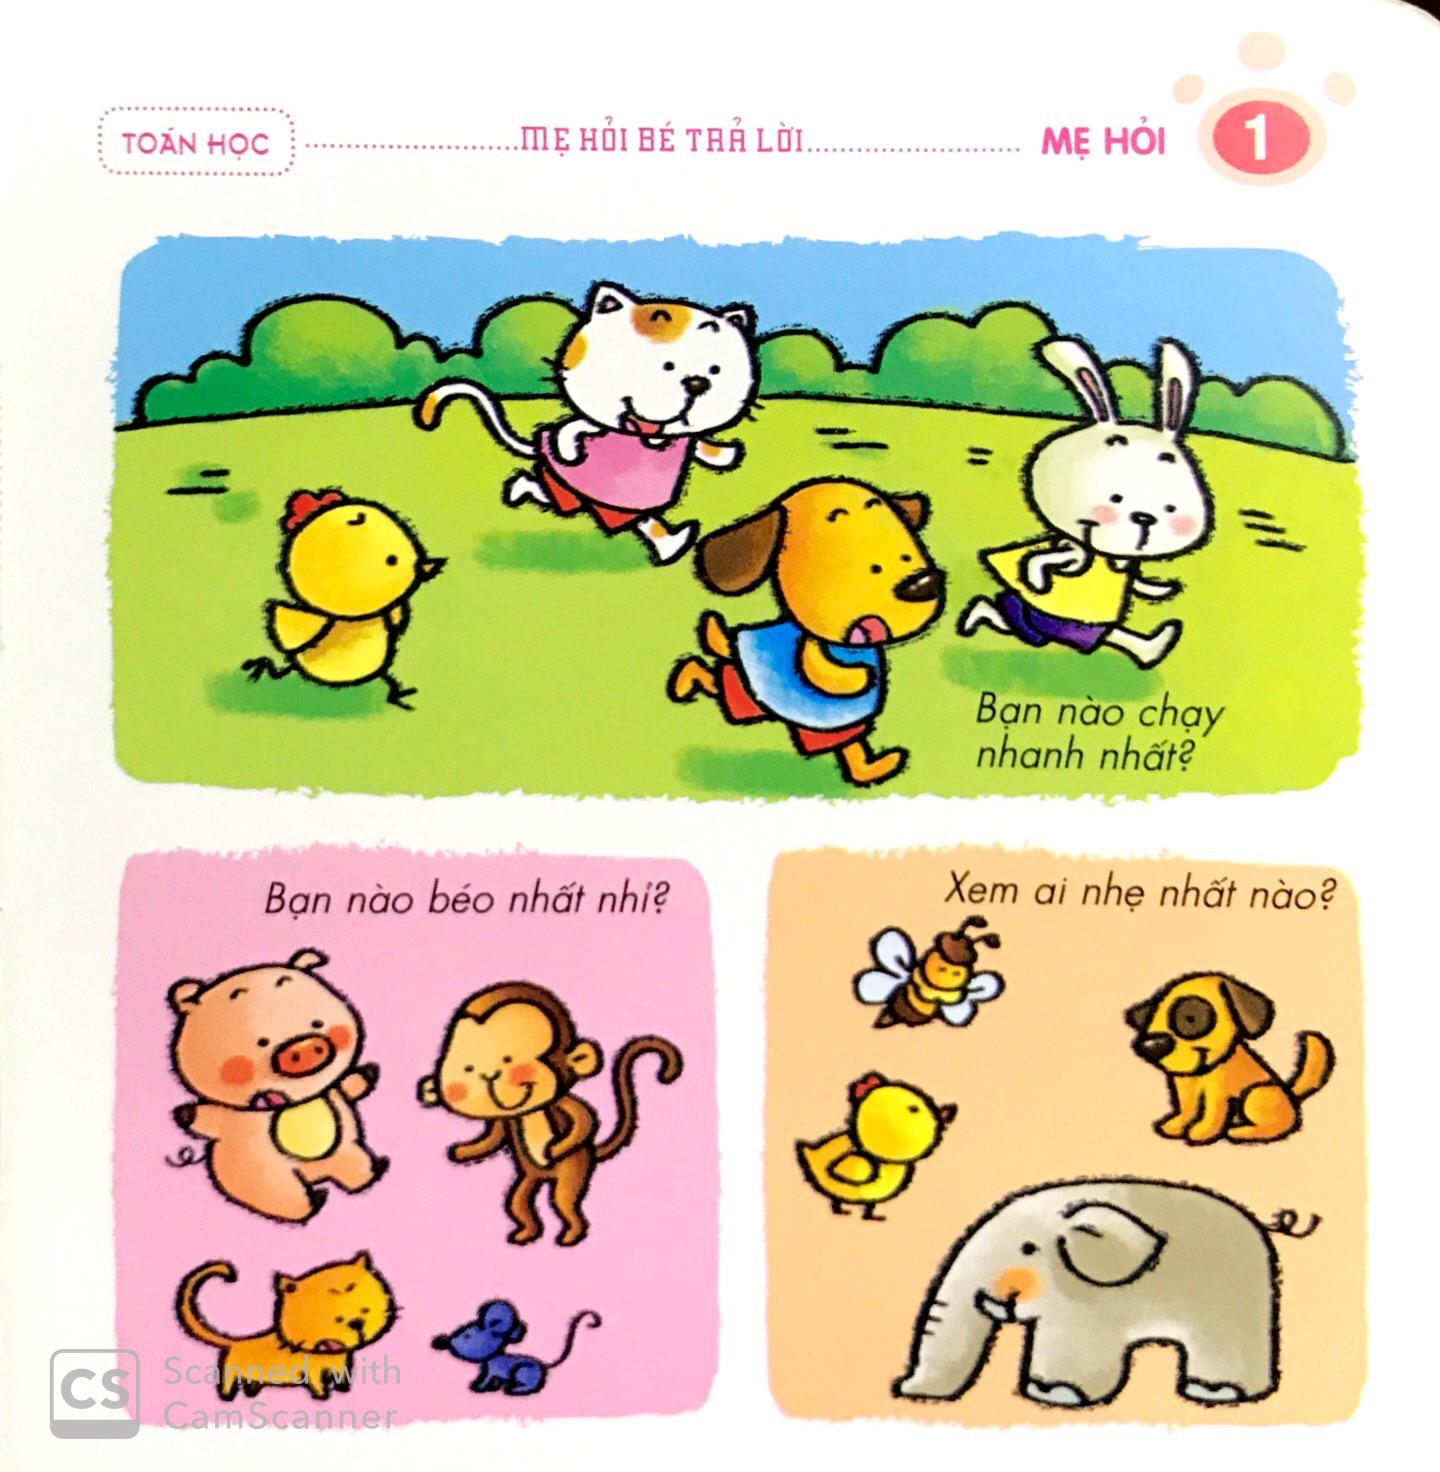 TOÁN HỌC
MẸ HỎI BÉ TRẢ LỜI
MẸ HỎI
1
Bạn nào chạy
nhanh nhất?
Bạn nào béo nhất nhỉ?
Xem ai nhẹ nhất nào?
CS
Scanned with
CamScanner